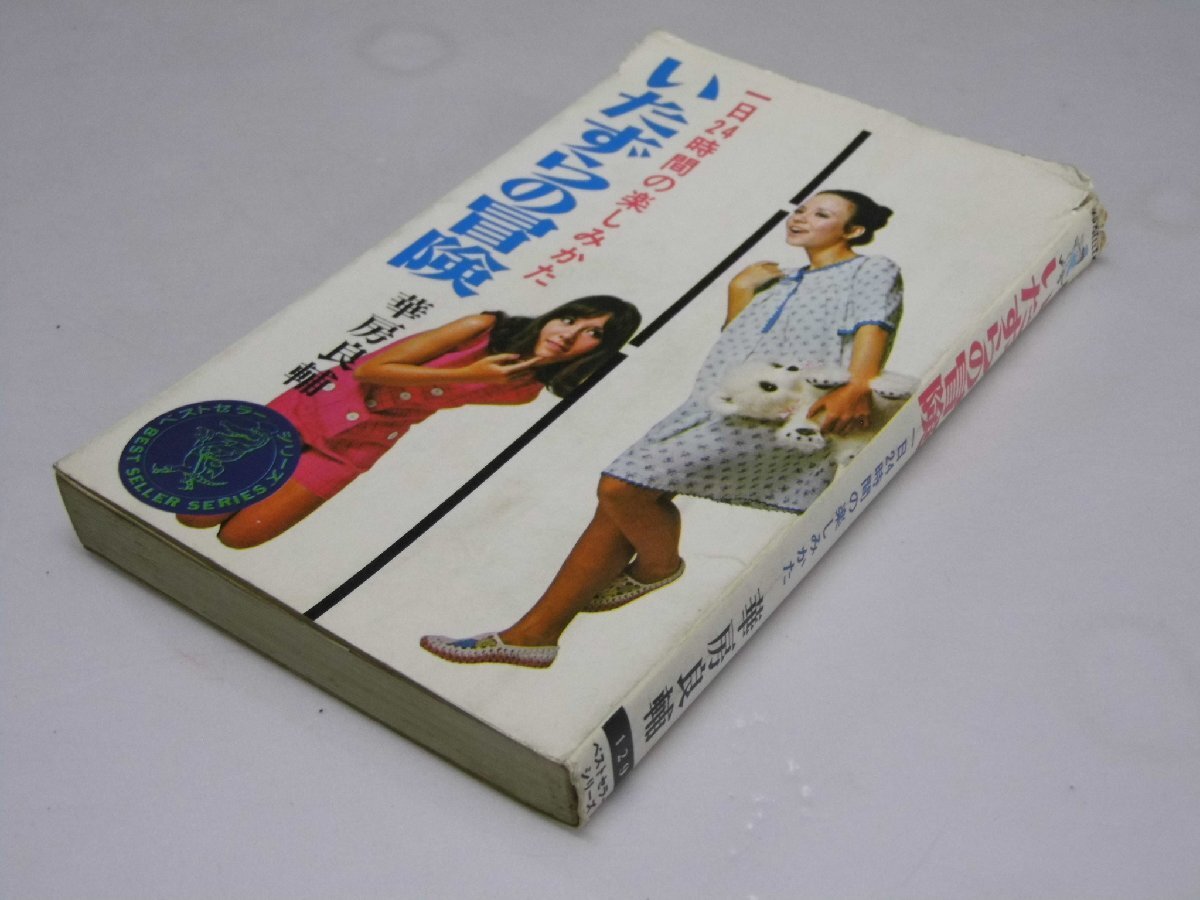 一日24時間の楽しみかた
いたずらの冒険
華房良輔
ベストセラーシリーズ
BEST SELLER SERIES
いたずらの冒険
一日24時間の楽しみかた
華房良輔
129
ベストセラー
シリーズ